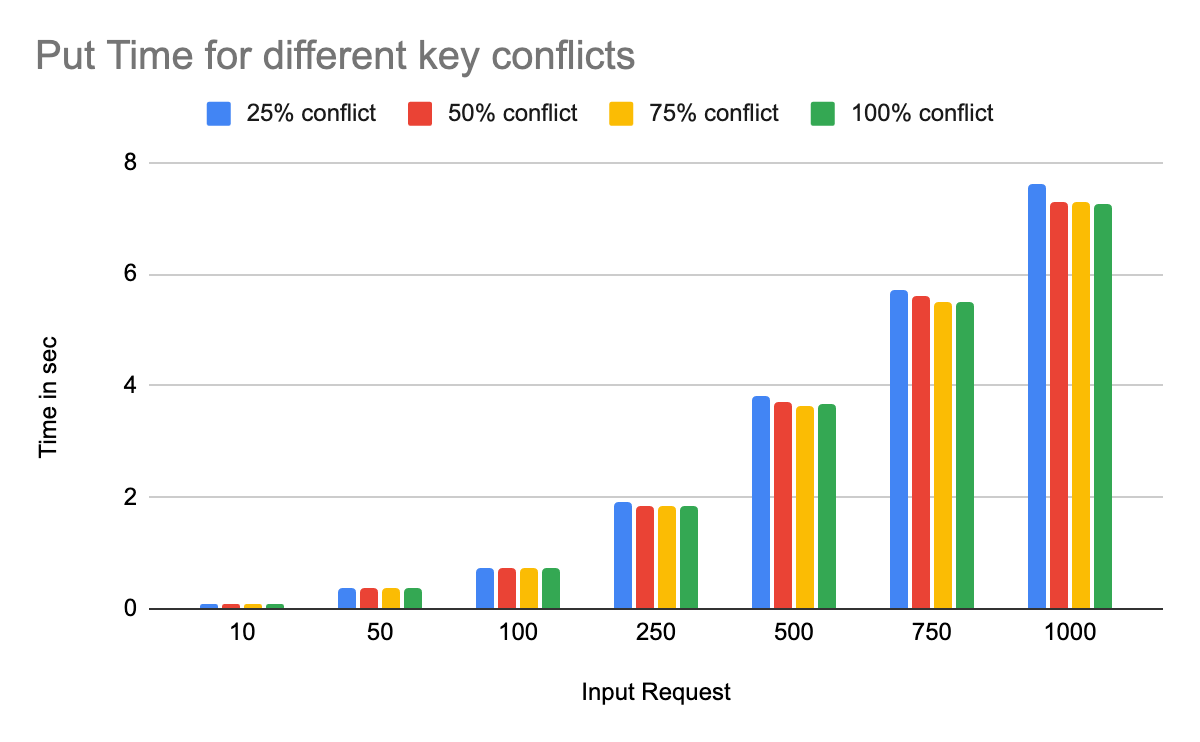 Put Time for different key conflicts
25% conflict 50% conflict 75% conflict 100% conflict
8
6
4
2
0
Time in sec
10 50 100 250 500 750 1000
Input Request